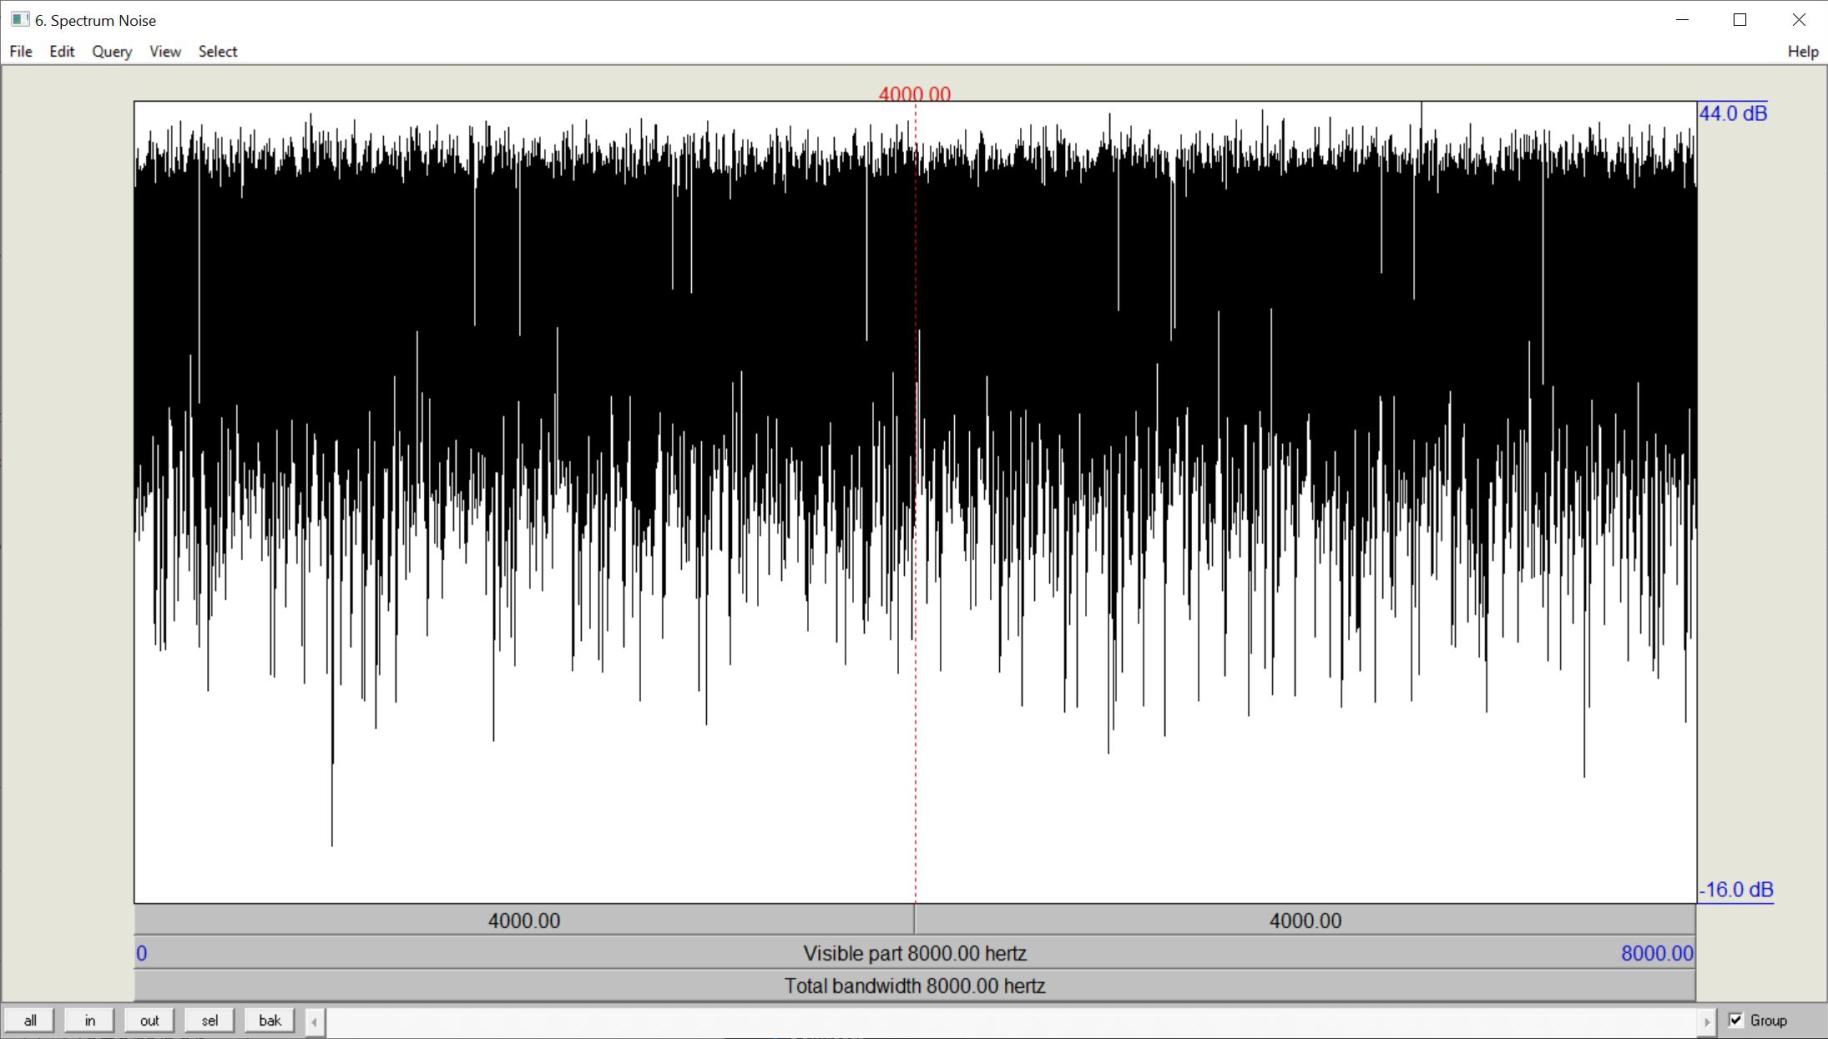 6. Spectrum Noise
File Edit Query View Select Help
4000.00
44.0 dB
-16.0 dB
4000.00 4000.00
0 Visible part 8000.00 hertz 8000.00
Total bandwidth 8000.00 hertz
all in out sel bak Group